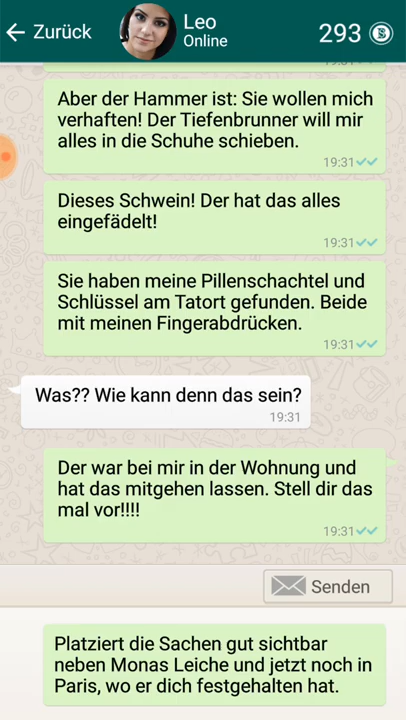 Zurück
Leo
Online
293
19:31
Aber der Hammer ist: Sie wollen mich
verhaften! Der Tiefenbrunner will mir
alles in die Schuhe schieben.
19:31
Dieses Schwein! Der hat das alles
eingefädelt!
19:31
Sie haben meine Pillenschachtel und
Schlüssel am Tatort gefunden. Beide
mit meinen Fingerabdrücken.
19:31
Was?? Wie kann denn das sein?
19:31
Der war bei mir in der Wohnung und
hat das mitgehen lassen. Stell dir das
mal vor!!!!
19:31
Senden
Platziert die Sachen gut sichtbar
neben Monas Leiche und jetzt noch in
Paris, wo er dich festgehalten hat.